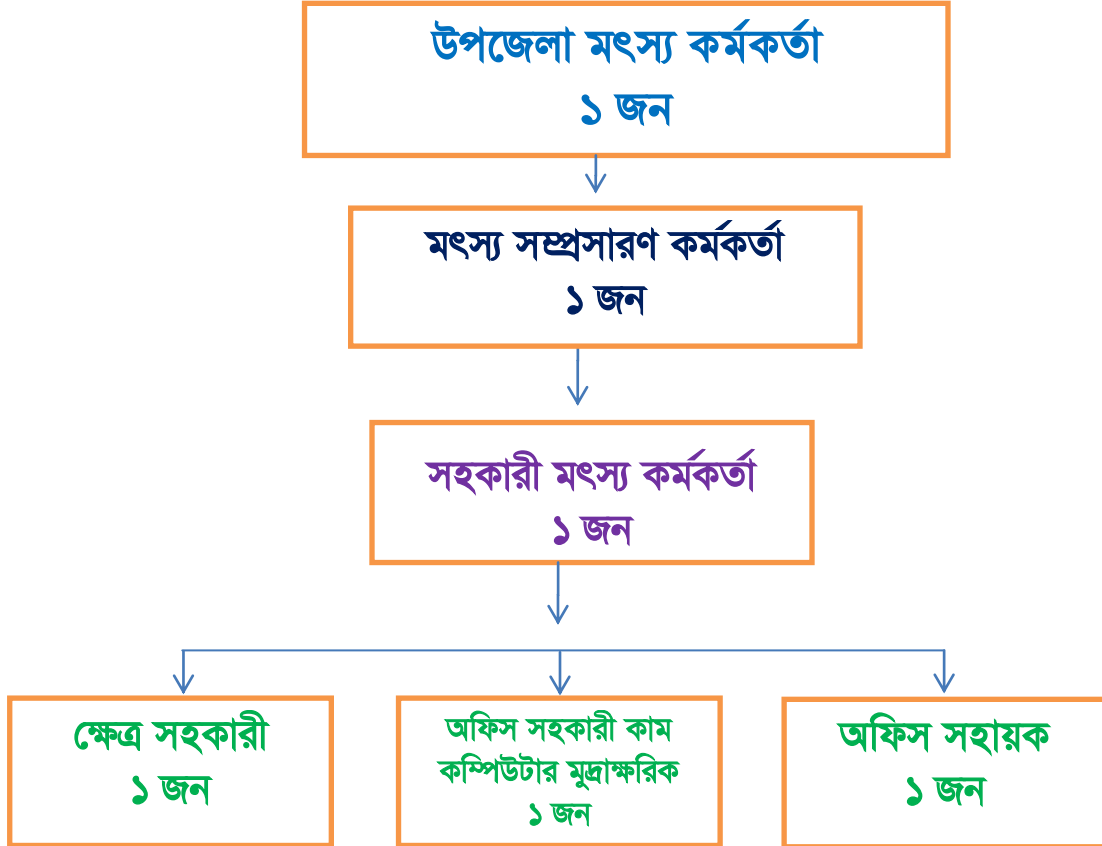 উপজেলা মৎস্য কর্মকর্তা
১ জন
মৎস্য সম্প্রসারণ কর্মকর্তা
১ জন
সহকারী মৎস্য কর্মকর্তা
১ জন
ক্ষেত্র সহকারী
১ জন
অফিস সহকারী কাম
কম্পিউটার মুদ্রাক্ষরিক
১ জন
অফিস সহায়ক
১ জন